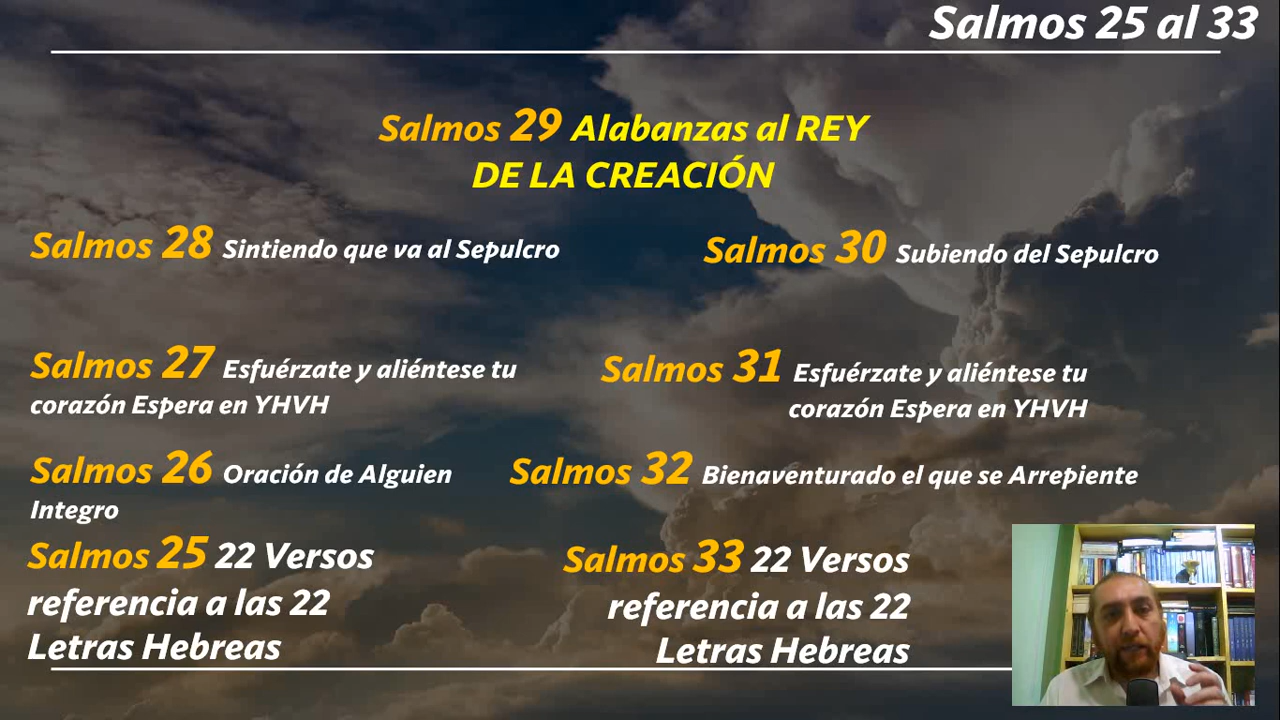 Salmos 25 al 33
Salmos 29 Alabanzas al REY
DE LA CREACIÓN
Salmos 28 Sintiendo que va al Sepulcro
Salmos 30 Subiendo del Sepulcro
Salmos 27 Esfuérzate y aliéntese tu
corazón Espera en YHVH
Salmos 31 Esfuérzate y aliéntese tu
corazón Espera en YHVH
Salmos 26 Oración de Alguien
Integro
Salmos 32 Bienaventurado el que se Arrepiente
Salmos 25 22 Versos
referencia a las 22
Letras Hebreas
Salmos 33 22 Versos
referencia a las 22
Letras Hebreas